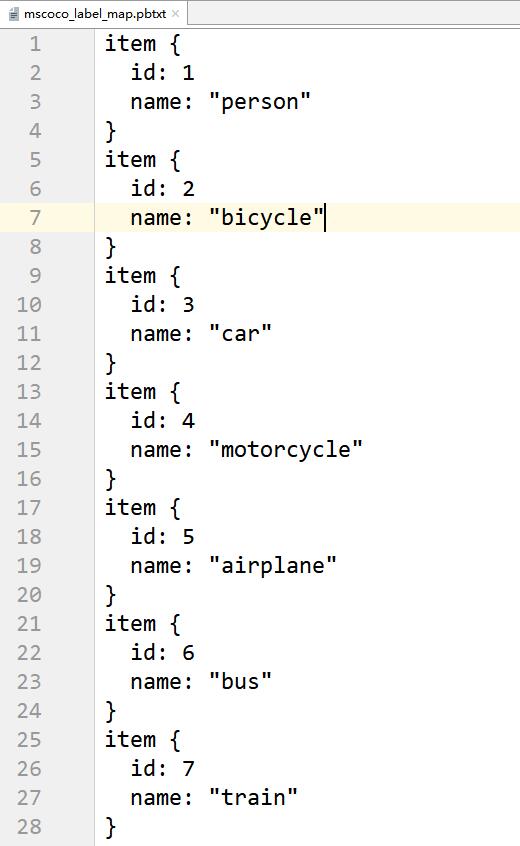 mscoco_label_map.pbtxt ×
1 item {
2   id: 1
3   name: "person"
4 }
5 item {
6   id: 2
7   name: "bicycle"
8 }
9 item {
10   id: 3
11   name: "car"
12 }
13 item {
14   id: 4
15   name: "motorcycle"
16 }
17 item {
18   id: 5
19   name: "airplane"
20 }
21 item {
22   id: 6
23   name: "bus"
24 }
25 item {
26   id: 7
27   name: "train"
28 }